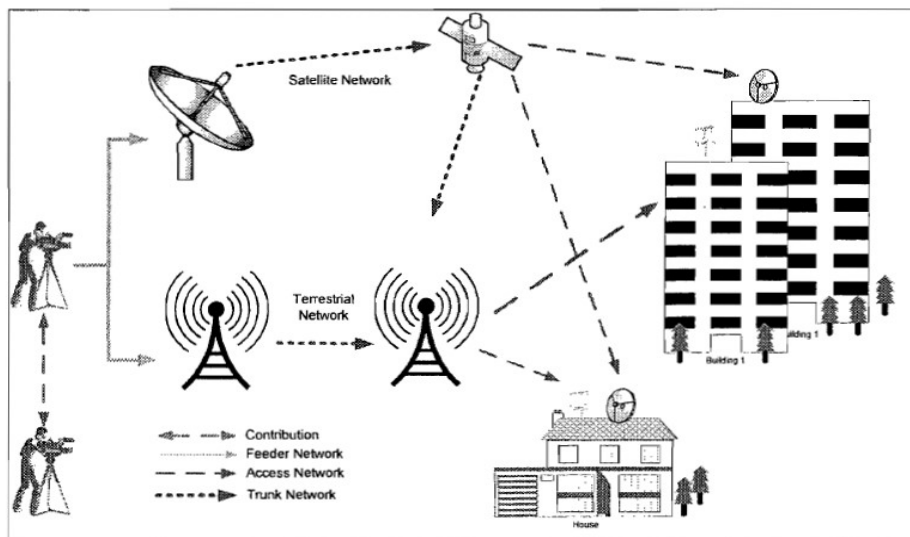 Satellite Network
Terrestrial
Network
Building 1
Building 1
Contribution
Feeder Network
Access Network
Trunk Network
House